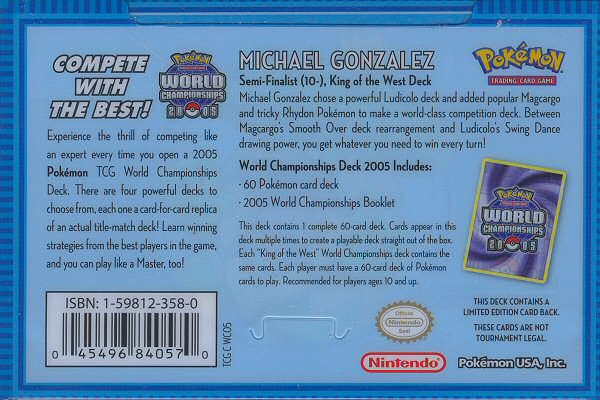 COMPETE
WITH
THE BEST!
Pokémon
WORLD
CHAMPIONSHIPS
2005
Experience the thrill of competing like
an expert every time you open a 2005
Pokémon TCG World Championships
Deck. There are four powerful decks to
choose from, each one a card-for-card replica
of an actual title-match deck! Learn winning
strategies from the best players in the game,
and you can play like a Master, too!
MICHAEL GONZALEZ
Semi-Finalist (10-), King of the West Deck
Michael Gonzalez chose a powerful Ludicolo deck and added popular Magcargo
and tricky Rhydon Pokémon to make a world-class competition deck. Between
Magcargo's Smooth Over deck rearrangement and Ludicolo's Swing Dance
drawing power, you get whatever you need to win every turn!
World Championships Deck 2005 Includes:
• 60 Pokémon card deck
• 2005 World Championships Booklet
This deck contains 1 complete 60-card deck. Cards appear in this
deck multiple times to create a playable deck straight out of the box.
Each "King of the West" World Championships deck contains the
same cards. Each player must have a 60-card deck of Pokémon
cards to play. Recommended for players ages 10 and up.
POKéMON
TRADING CARD GAME
Pokémon
WORLD
CHAMPIONSHIPS
2005
THIS DECK CONTAINS A
LIMITED EDITION CARD BACK.
THESE CARDS ARE NOT
TOURNAMENT LEGAL.
ISBN: 1-59812-358-0
0 45496 84057 0
TCG C WC05
Official
Nintendo
Seal
Nintendo
Pokémon USA, Inc.